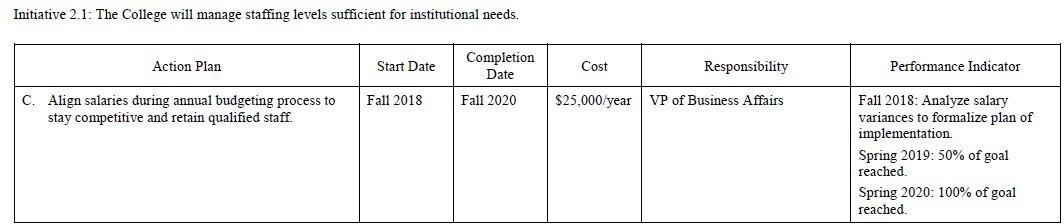 Initiative 2.1: The College will manage staffing levels sufficient for institutional needs.
Action Plan
Start Date
Completion
Date
Cost
Responsibility
Performance Indicator
C. Align salaries during annual budgeting process to
stay competitive and retain qualified staff.
Fall 2018
Fall 2020
$25,000/year
VP of Business Affairs
Fall 2018: Analyze salary
variances to formalize plan of
implementation.
Spring 2019: 50% of goal
reached.
Spring 2020: 100% of goal
reached.